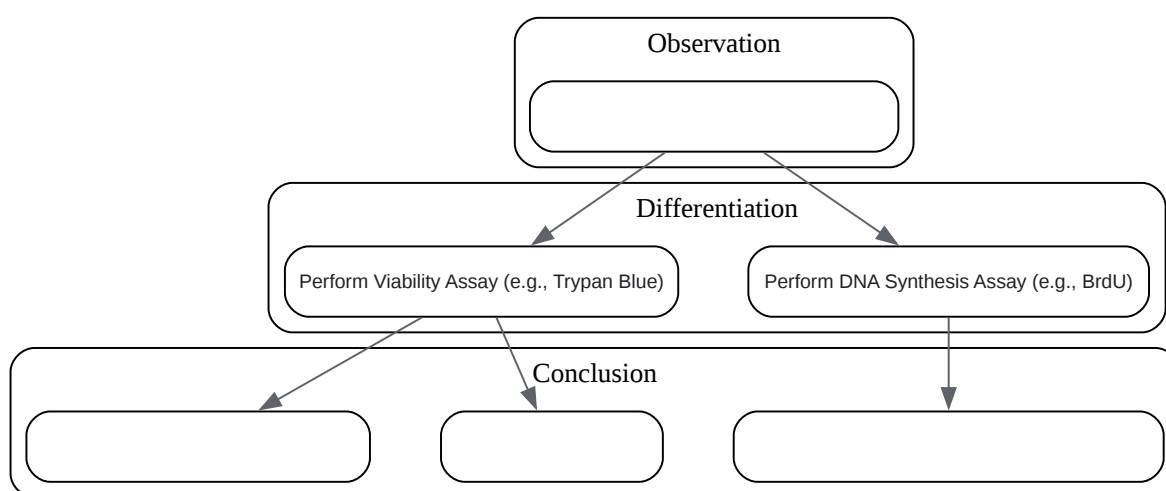 Observation
Differentiation
Perform Viability Assay (e.g., Trypan Blue)
Perform DNA Synthesis Assay (e.g., BrdU)
Conclusion